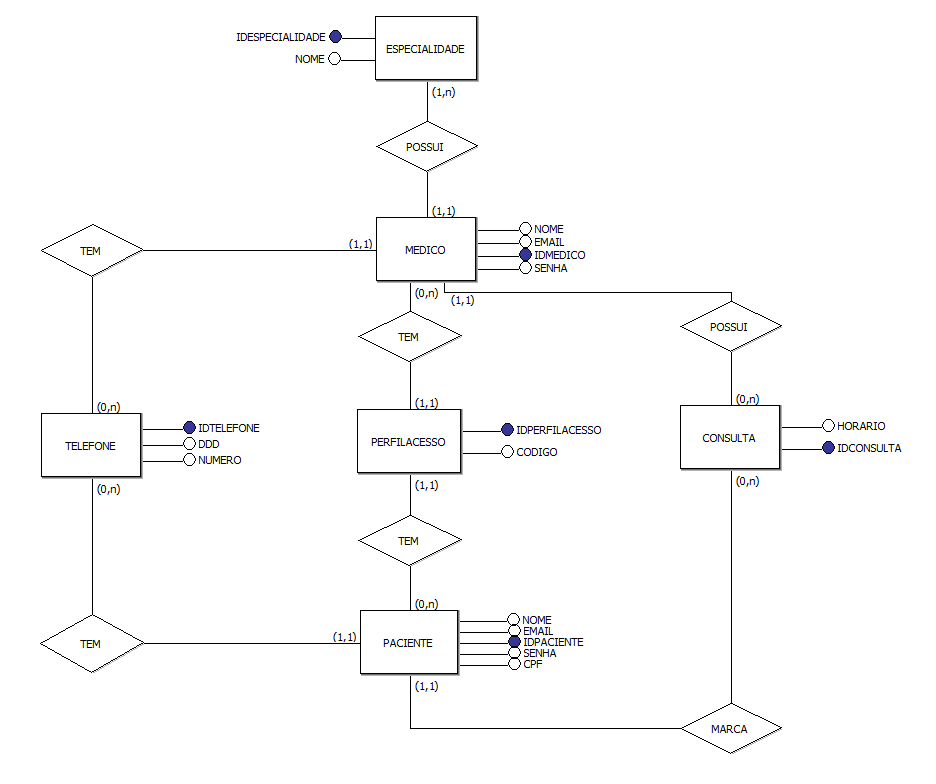 IDESPECIALIDADE
NOME
ESPECIALIDADE
(1,n)
POSSUI
(1,1)
TEM
(1,1)
MEDICO
NOME
EMAIL
IDMEDICO
SENHA
(0,n)
(1,1)
TEM
POSSUI
(0,n)
(1,1)
(0,n)
TELEFONE
IDTELEFONE
DDD
NUMERO
PERFILACESSO
IDPERFILACESSO
CODIGO
CONSULTA
HORARIO
IDCONSULTA
(0,n)
(1,1)
(0,n)
TEM
(0,n)
TEM
(1,1)
PACIENTE
NOME
EMAIL
IDPACIENTE
SENHA
CPF
(1,1)
MARCA